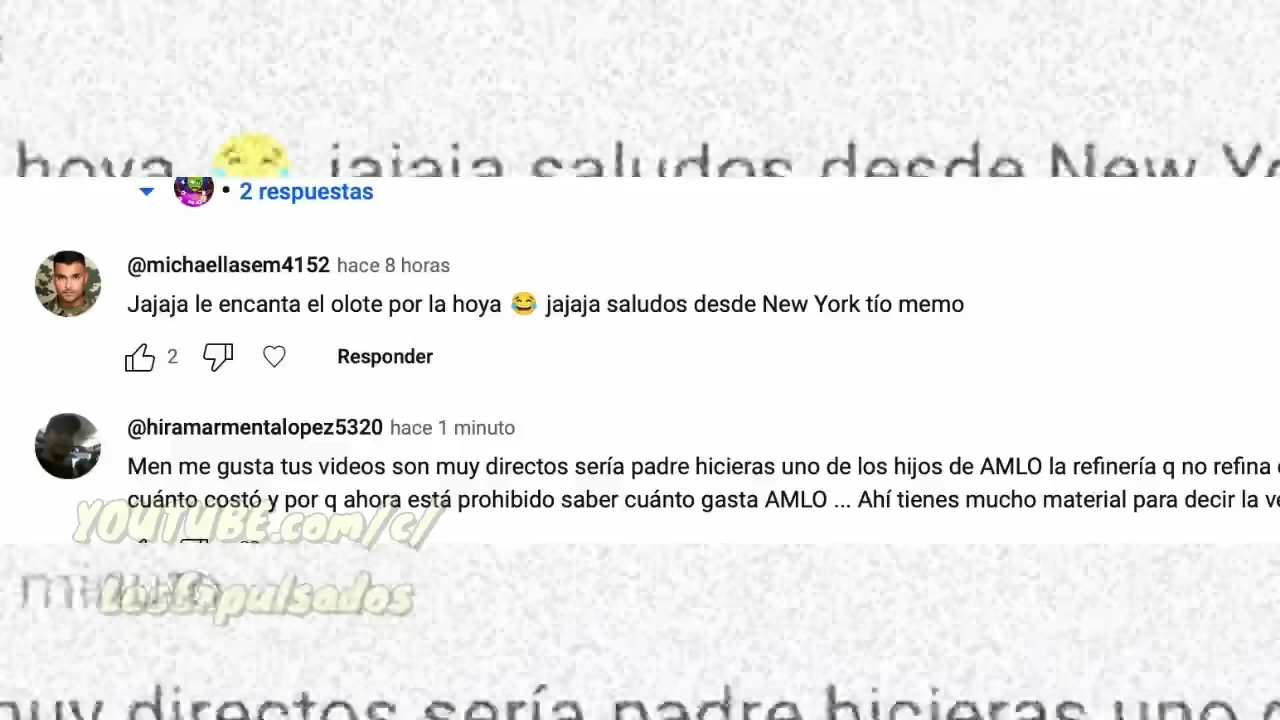 hoya 😂 jajaja saludos desde New Yo
• 2 respuestas
@michaellasem4152 hace 8 horas
Jajaja le encanta el olote por la hoya 😂 jajaja saludos desde New York tío memo
2 Responder
@hiramarmentalopez5320 hace 1 minuto
Men me gusta tus videos son muy directos sería padre hicieras uno de los hijos de AMLO la refinería q no refina
cuánto costó y por q ahora está prohibido saber cuánto gasta AMLO ... Ahí tienes mucho material para decir la ve
YOUTUBE.com/c/
muy directos sería padre hicieras uno d